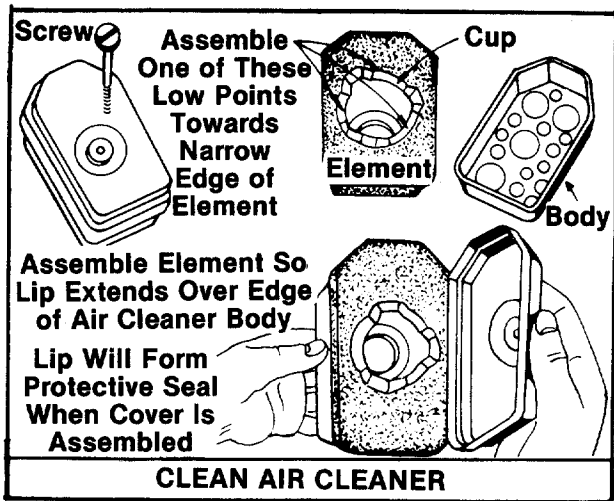 Screw
Assemble
One of These
Low Points
Towards
Narrow
Edge of
Element
Cup
Element
Body
Assemble Element So
Lip Extends Over Edge
of Air Cleaner Body
Lip Will Form
Protective Seal
When Cover Is
Assembled
CLEAN AIR CLEANER